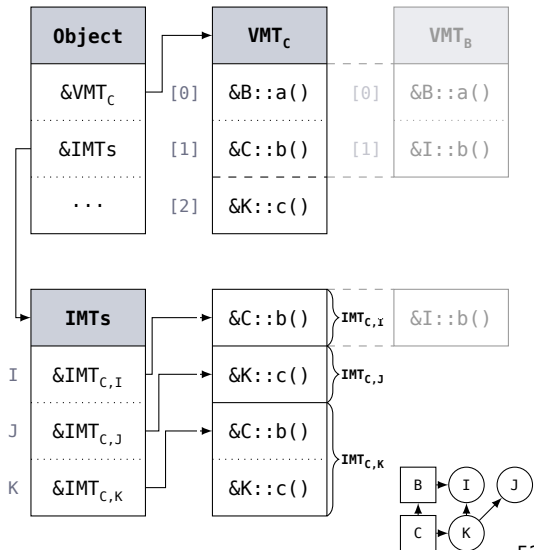 Object VMT_C VMT_B
&VMT_C [0] &B::a() [0] &B::a()
&IMTs [1] &C::b() [1] &I::b()
... [2] &K::c()
IMTs &C::b() IMT_C,I &I::b()
I &IMT_C,I &K::c() IMT_C,J
J &IMT_C,J &C::b()
IMT_C,K
K &IMT_C,K &K::c()
B I J
C K